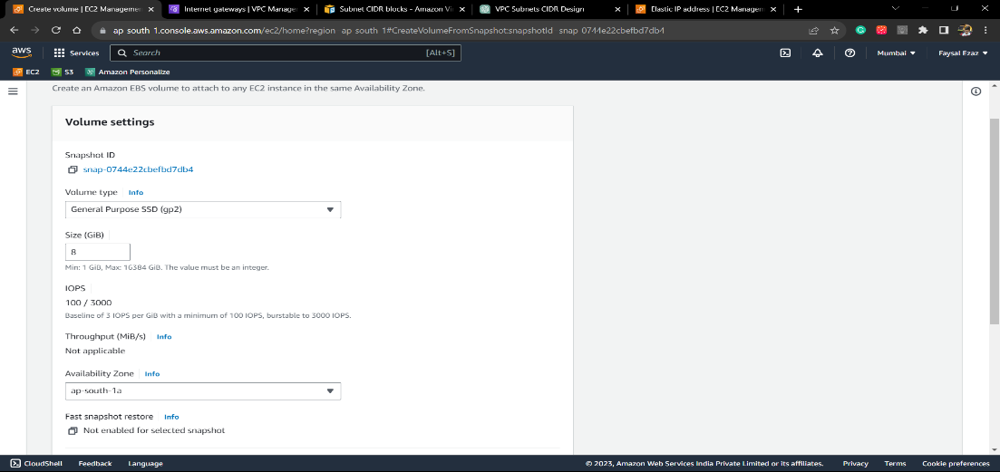 Create volume | EC2 Managemen
Internet gateways | VPC Manage
Subnet CIDR blocks - Amazon Vi
VPC Subnets CIDR Design
Elastic IP address | EC2 Managem
ap south 1.console.aws.amazon.com/ec2/home?region ap south 1#CreateVolumeFromSnapshot:snapshotId snap 0744e22cbefbd7db4
aws Services Search [Alt+S] Mumbai Faysal Ezaz
EC2 S3 Amazon Personalize
Create an Amazon EBS volume to attach to any EC2 instance in the same Availability Zone.
Volume settings
Snapshot ID
snap-0744e22cbefbd7db4
Volume type Info
General Purpose SSD (gp2)
Size (GiB)
8
Min: 1 GiB, Max: 16384 GiB. The value must be an integer.
IOPS
100 / 3000
Baseline of 3 IOPS per GiB with a minimum of 100 IOPS, burstable to 3000 IOPS.
Throughput (MiB/s) Info
Not applicable
Availability Zone Info
ap-south-1a
Fast snapshot restore Info
Not enabled for selected snapshot
CloudShell Feedback Language © 2023, Amazon Web Services India Private Limited or its affiliates. Privacy Terms Cookie preferences